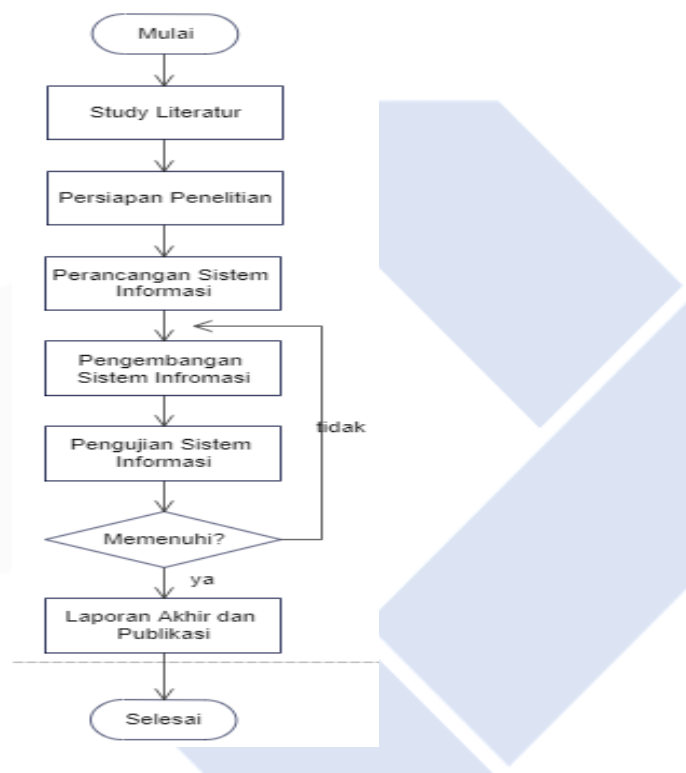 Mulai
Study Literatur
Persiapan Penelitian
Perancangan Sistem
Informasi
Pengembangan
Sistem Infromasi
tidak
Pengujian Sistem
Informasi
Memenuhi?
ya
Laporan Akhir dan
Publikasi
Selesai